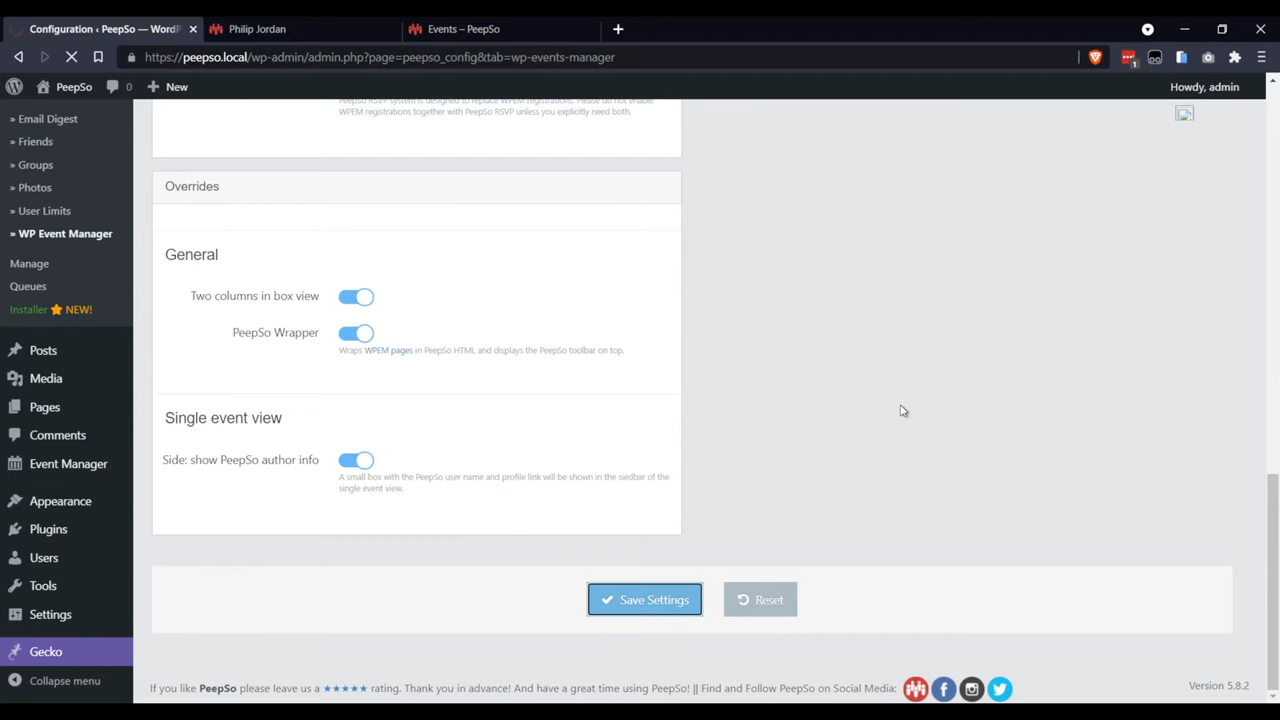 Configuration ‹ PeepSo — WordP
Philip Jordan
Events – PeepSo
https://peepso.local/wp-admin/admin.php?page=peepso_config&tab=wp-events-manager
1
PeepSo
0
New
Howdy, admin
» Email Digest
» Friends
» Groups
» Photos
» User Limits
» WP Event Manager
Manage
Queues
Installer NEW!
Posts
Media
Pages
Comments
Event Manager
Appearance
Plugins
Users
Tools
Settings
Gecko
Collapse menu
PeepSo RSVP system is designed to replace WPEM registrations. Please do not enable
WPEM registrations together with PeepSo RSVP unless you explicitly need both.
Overrides
General
Two columns in box view
PeepSo Wrapper
Wraps WPEM pages in PeepSo HTML and displays the PeepSo toolbar on top.
Single event view
Side: show PeepSo author info
A small box with the PeepSo user name and profile link will be shown in the siedbar of the
single event view.
Save Settings
Reset
If you like PeepSo please leave us a ★★★★★ rating. Thank you in advance! And have a great time using PeepSo! || Find and Follow PeepSo on Social Media:
Version 5.8.2